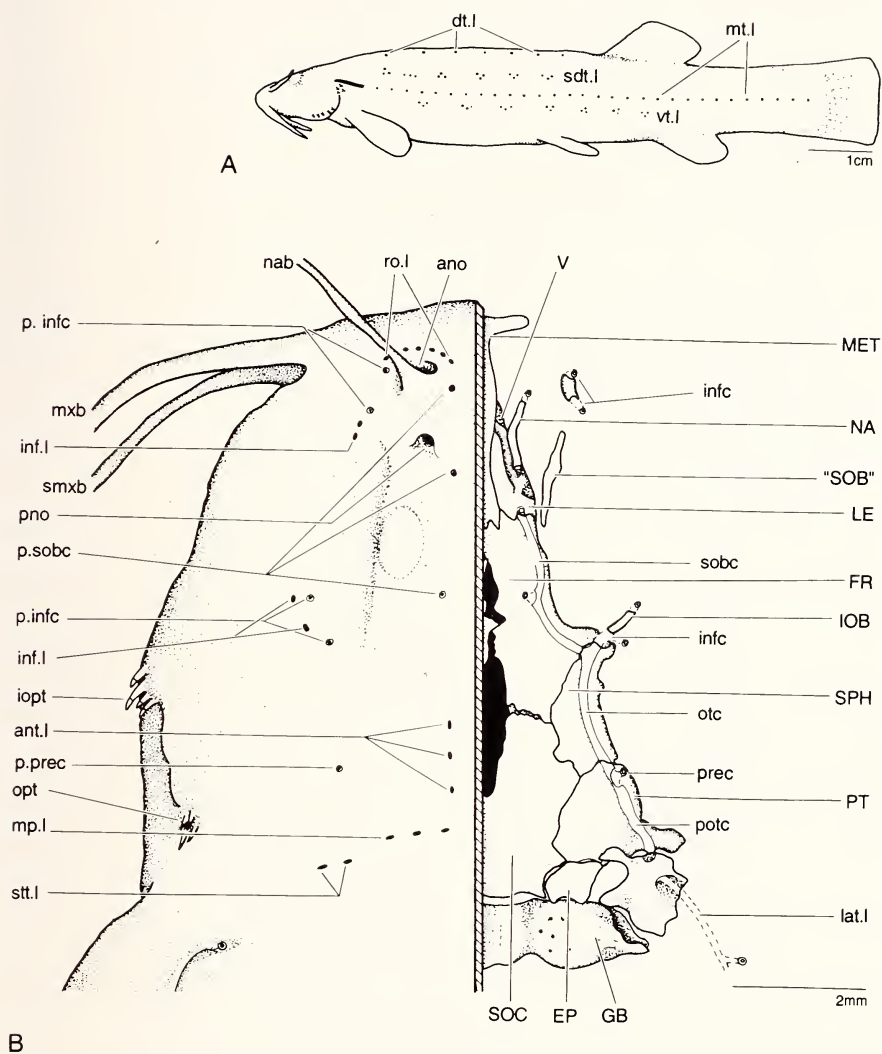 dt.l
mt.l
sdt.l
vt.l
1cm
A
nab
ro.l
ano
V
p. infc
MET
infc
mxb
NA
inf.l
"SOB"
smxb
LE
pno
p.sobc
sobc
FR
p.infc
IOB
inf.l
infc
iopt
SPH
ant.l
otc
p.prec
prec
opt
PT
mp.l
potc
stt.l
lat.l
2mm
SOC
EP
GB
B